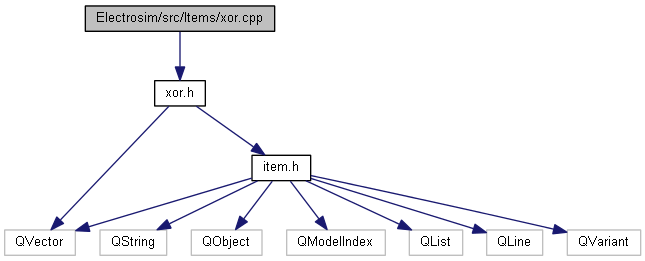 Electrosim/src/Items/xor.cpp
xor.h
item.h
QVector
QString
QObject
QModelIndex
QList
QLine
QVariant